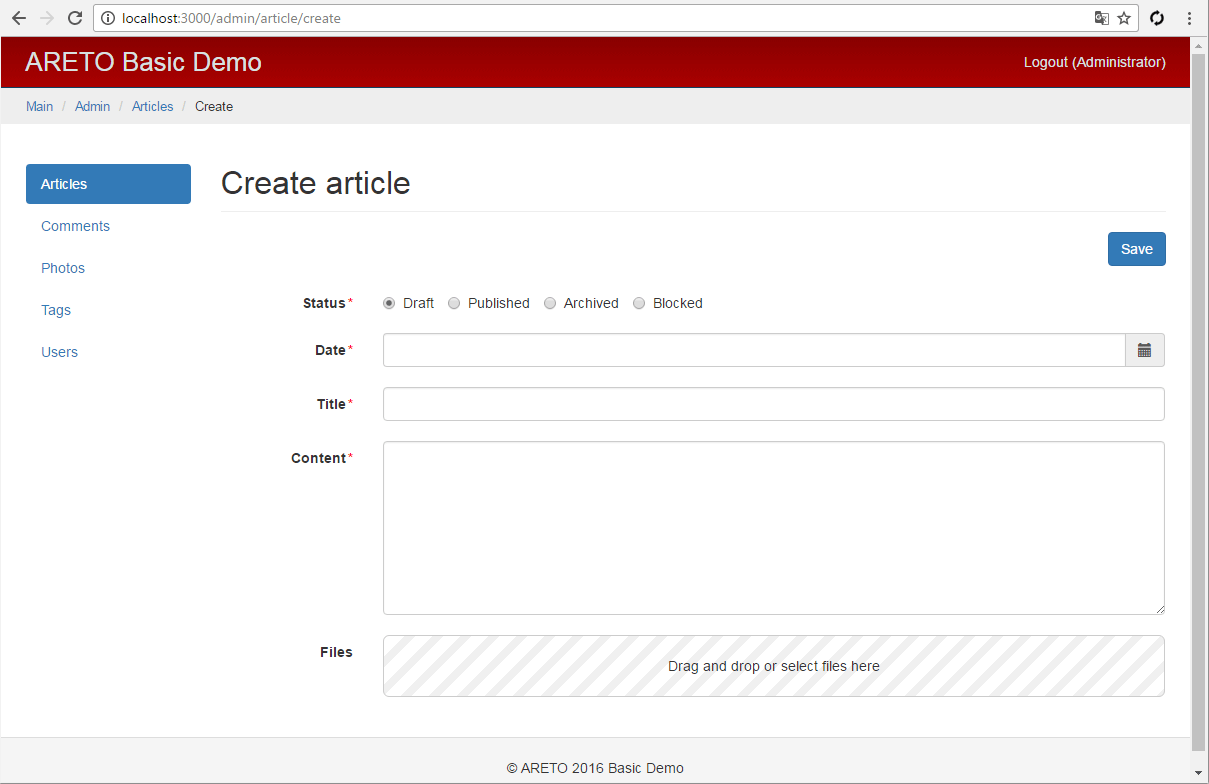 localhost:3000/admin/article/create
ARETO Basic Demo Logout (Administrator)
Main / Admin / Articles / Create
Articles
Comments
Photos
Tags
Users
Create article
Save
Status* Draft Published Archived Blocked
Date*
Title*
Content*
Files
Drag and drop or select files here
© ARETO 2016 Basic Demo